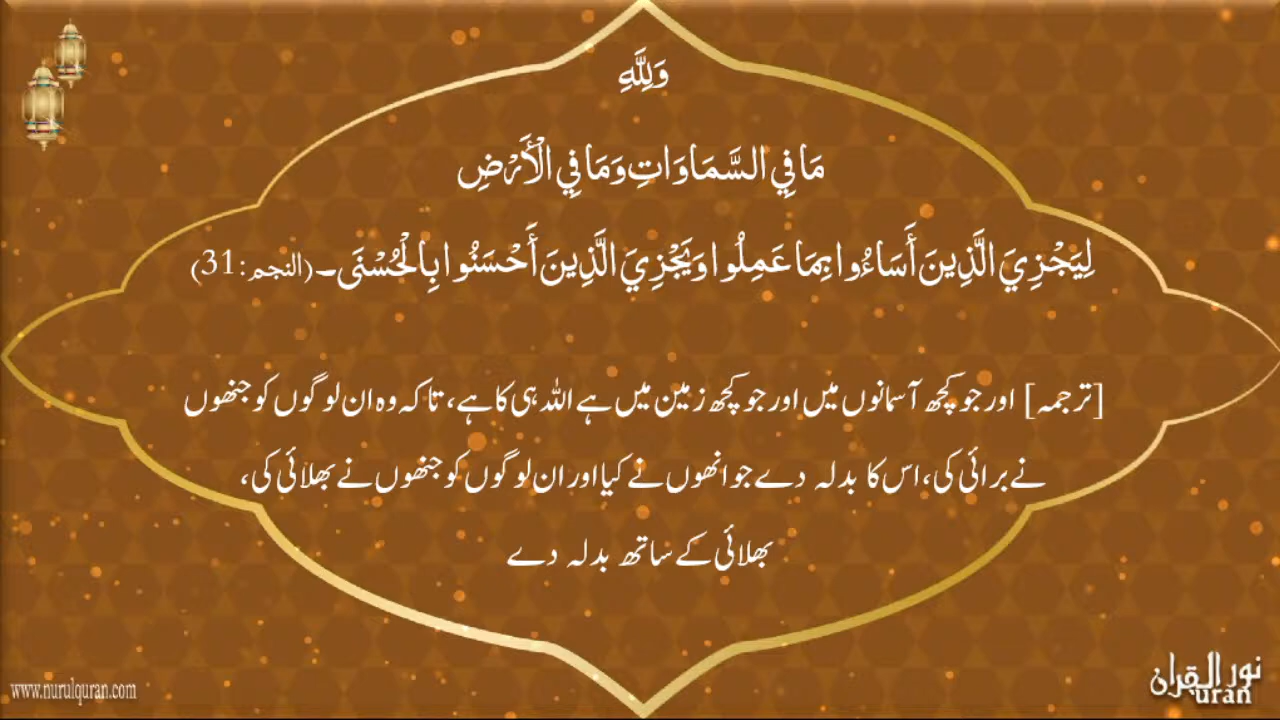 وَلِلَّهِ
مَا فِي السَّمَاوَاتِ وَمَا فِي الْأَرْضِ
لِيَجْزِيَ الَّذِينَ أَسَاءُوا بِمَا عَمِلُوا وَيَجْزِيَ الَّذِينَ أَحْسَنُوا بِالْحُسْنَى۔ (النجم:31)
[ترجمہ] اور جو کچھ آسمانوں میں اور جو کچھ زمین میں ہے اللہ ہی کا ہے، تاکہ وہ ان لوگوں کو جنھوں
نے برائی کی، اس کا بدلہ دے جو انھوں نے کیا اور ان لوگوں کو جنھوں نے بھلائی کی،
بھلائی کے ساتھ بدلہ دے
www.nurulquran.com
نور القرآن
uran